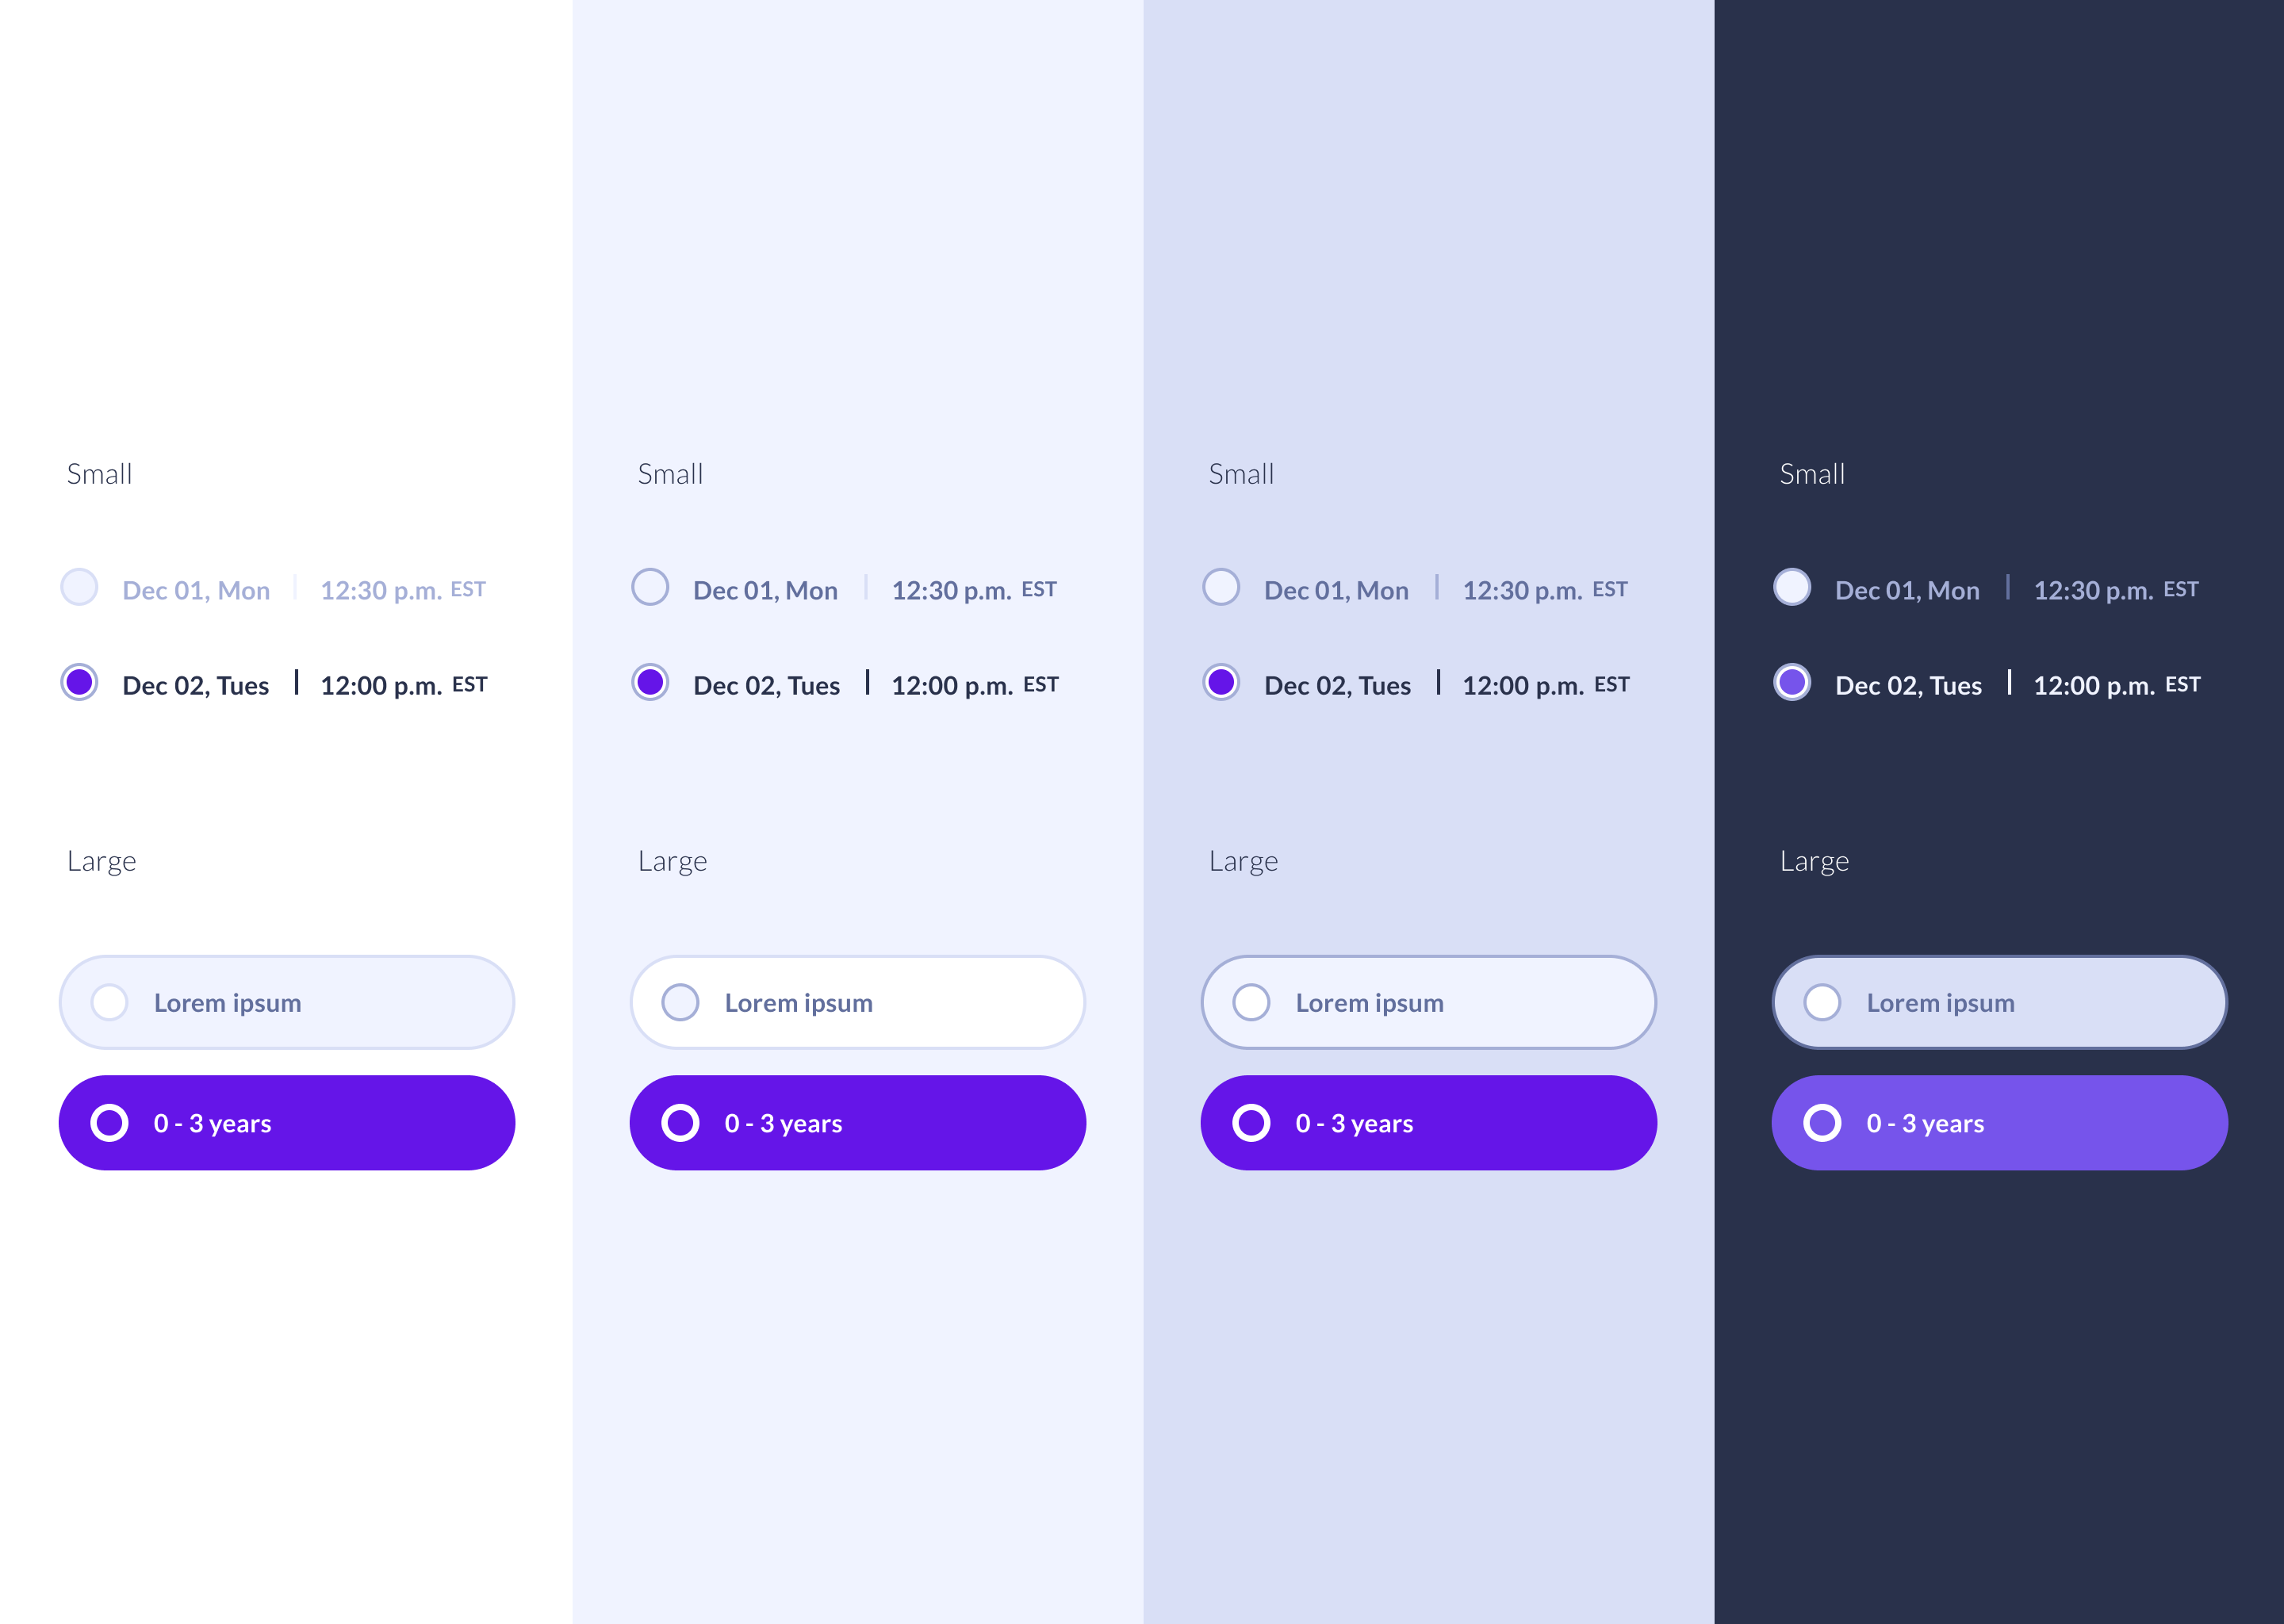 Small
Dec 01, Mon | 12:30 p.m. EST
Dec 02, Tues | 12:00 p.m. EST
Large
Lorem ipsum
0 - 3 years
Small
Dec 01, Mon | 12:30 p.m. EST
Dec 02, Tues | 12:00 p.m. EST
Large
Lorem ipsum
0 - 3 years
Small
Dec 01, Mon | 12:30 p.m. EST
Dec 02, Tues | 12:00 p.m. EST
Large
Lorem ipsum
0 - 3 years
Small
Dec 01, Mon | 12:30 p.m. EST
Dec 02, Tues | 12:00 p.m. EST
Large
Lorem ipsum
0 - 3 years